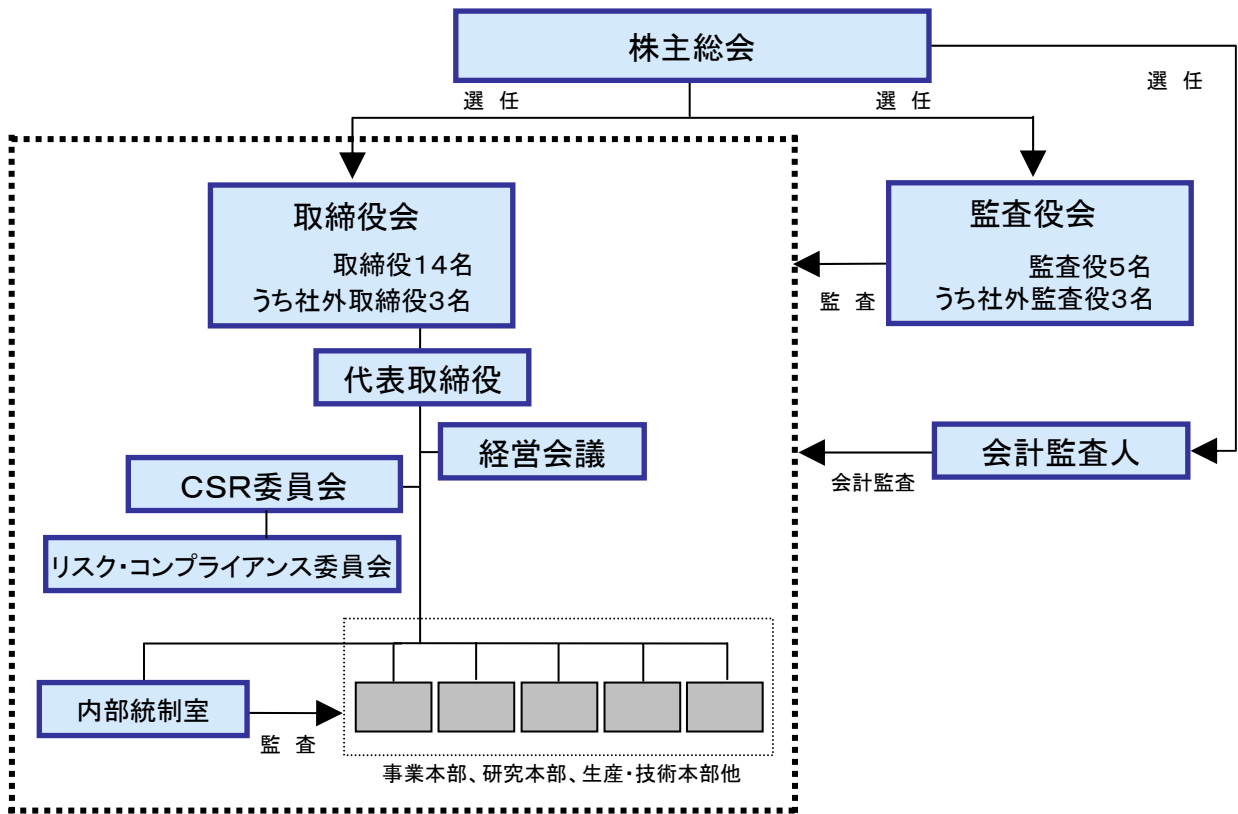 株主総会
選 任
選 任
選 任
取締役会
取締役14名
うち社外取締役3名
監査役会
監査役5名
うち社外監査役3名
監 査
代表取締役
経営会議
会計監査人
会計監査
CSR委員会
リスク・コンプライアンス委員会
内部統制室
監 査
事業本部、研究本部、生産・技術本部他